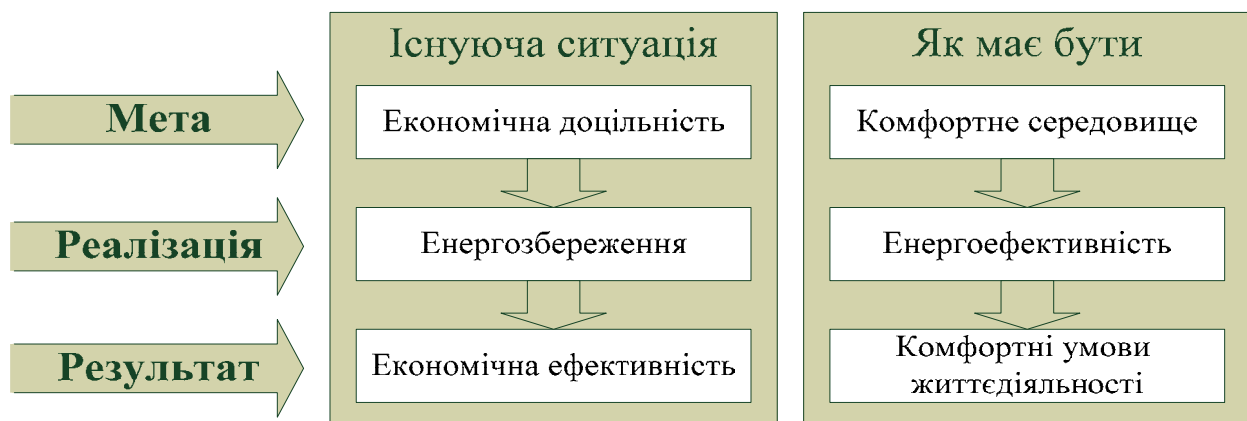 Існуюча ситуація
Як має бути
Мета
Економічна доцільність
Комфортне середовище
Реалізація
Енергозбереження
Енергоефективність
Результат
Економічна ефективність
Комфортні умови
життєдіяльності